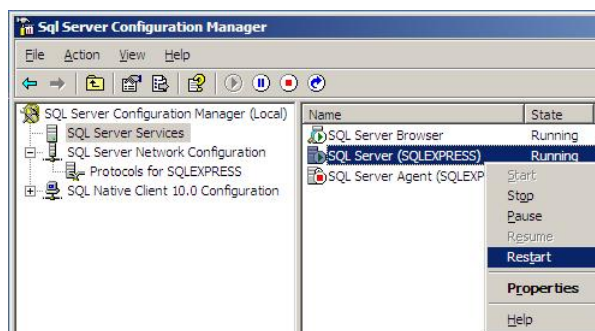 Sql Server Configuration Manager
File Action View Help
SQL Server Configuration Manager (Local)
SQL Server Services
SQL Server Network Configuration
Protocols for SQLEXPRESS
SQL Native Client 10.0 Configuration
Name State
SQL Server Browser Running
SQL Server (SQLEXPRESS) Running
SQL Server Agent (SQLEXP
Start
Stop
Pause
Resume
Restart
Properties
Help